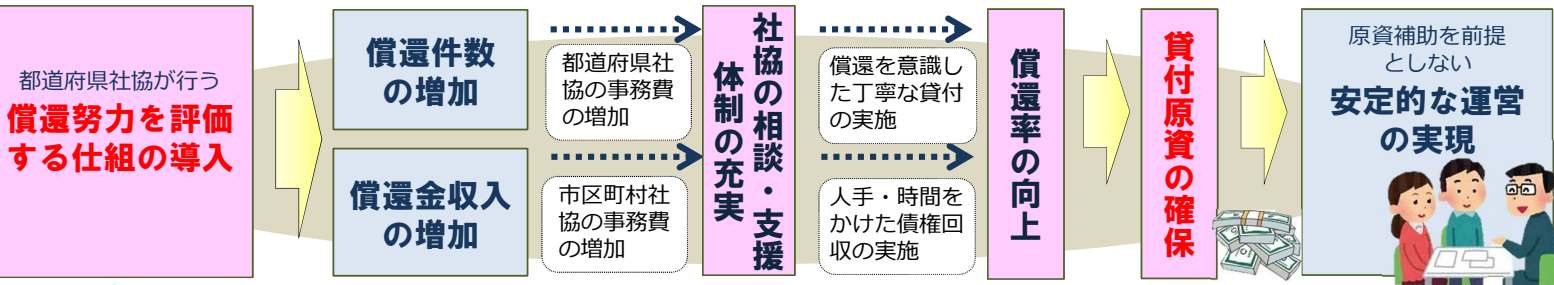 都道府県社協が行う
償還努力を評価
する仕組の導入
償還件数
の増加
償還金収入
の増加
都道府県社
協の事務費
の増加
市区町村社
協の事務費
の増加
社協の相談・支援
体制の充実
償還を意識し
た丁寧な貸付
の実施
人手・時間を
かけた債権回
収の実施
償還率の向上
貸付原資の確保
原資補助を前提
としない
安定的な運営
の実現